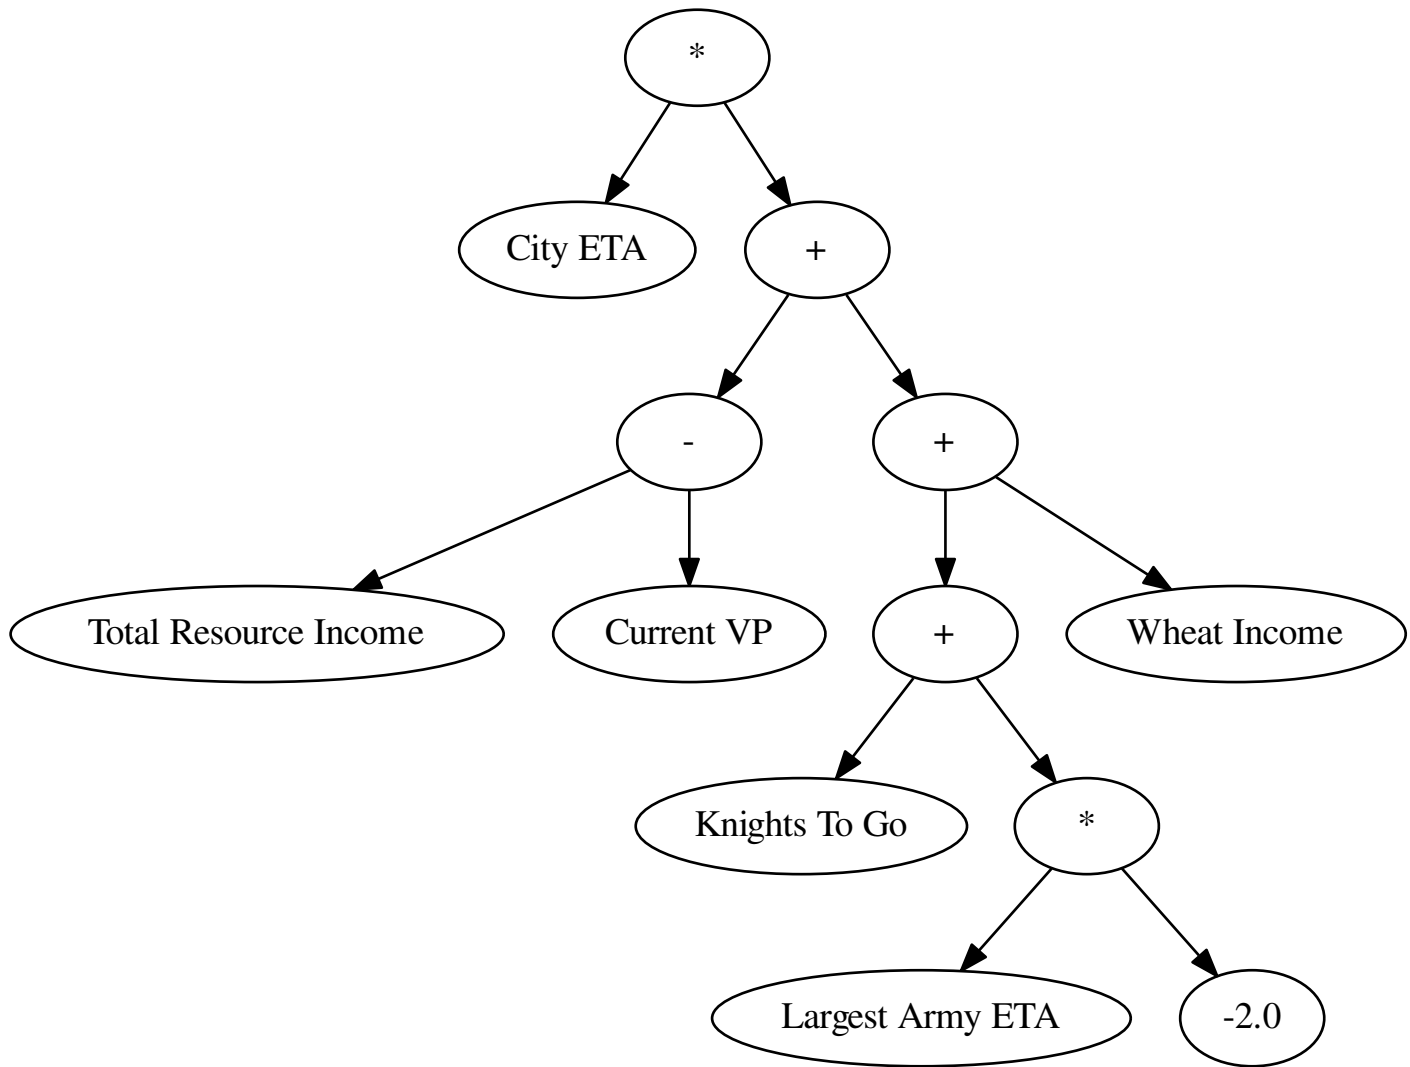 *
City ETA
+
-
+
Total Resource Income
Current VP
+
Wheat Income
Knights To Go
*
Largest Army ETA
-2.0